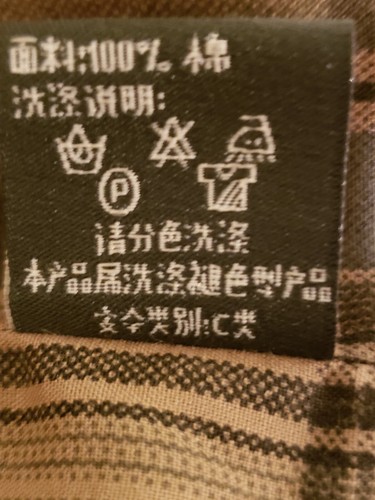 面料:100% 棉
洗涤说明:
P
请分色洗涤
本产品属洗涤褪色型产品
安全类别:C类